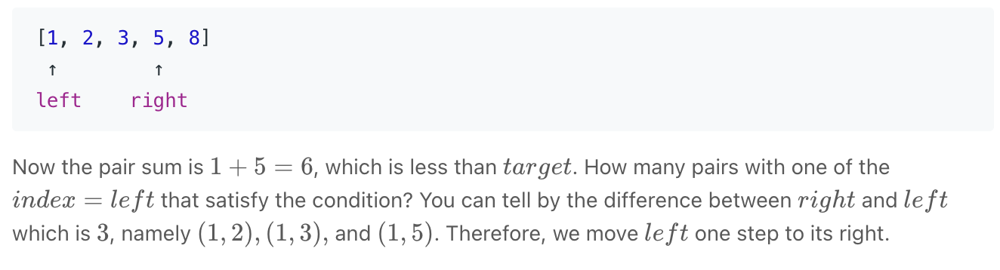 [1, 2, 3, 5, 8]
↑ ↑
left right
Now the pair sum is 1 + 5 = 6, which is less than target. How many pairs with one of the
index = left that satisfy the condition? You can tell by the difference between right and left
which is 3, namely (1, 2), (1, 3), and (1, 5). Therefore, we move left one step to its right.